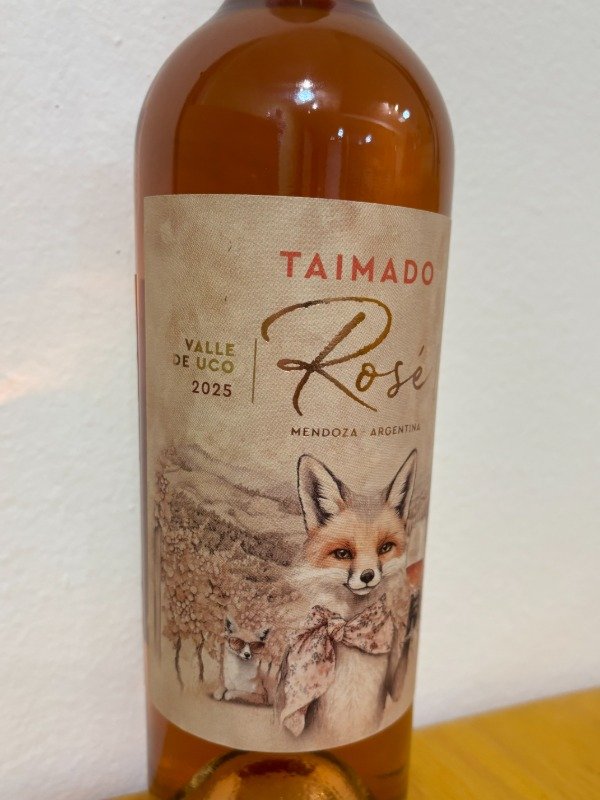 TAIMADO
Rosé
VALLE
DE UCO
2025
MENDOZA - ARGENTINA